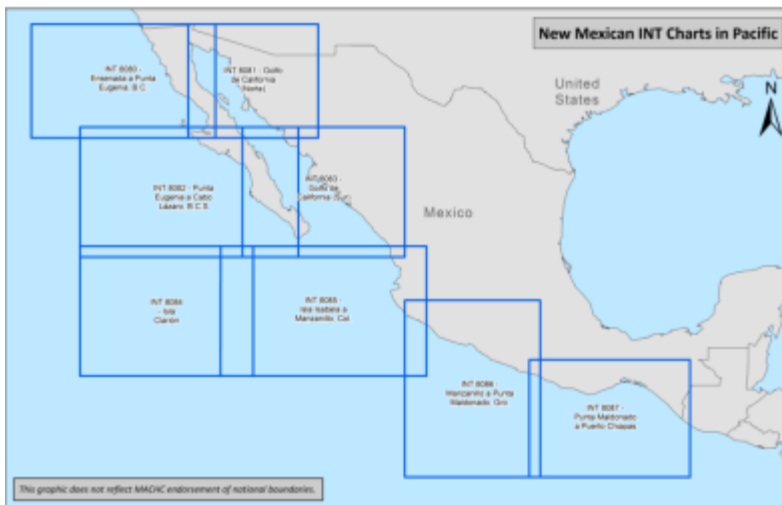 New Mexican INT Charts in Pacific
INT 8080 -
Ensenada a Punta
Eugenia, B.C.
INT 8081 - Golfo
de California
(Norte)
United
States
N
INT 8082 - Punta
Eugenia a Cabo
Lázaro, B.C.S.
INT 8083 -
Golfo de
California (Sur)
Mexico
INT 8084
- Isla
Clarión
INT 8085 -
Isla Isabela a
Manzanillo, Col.
INT 8086 -
Manzanillo a Punta
Maldonado, Gro.
INT 8087 -
Punta Maldonado
a Puerto Chiapas
This graphic does not reflect MACHC endorsement of national boundaries.